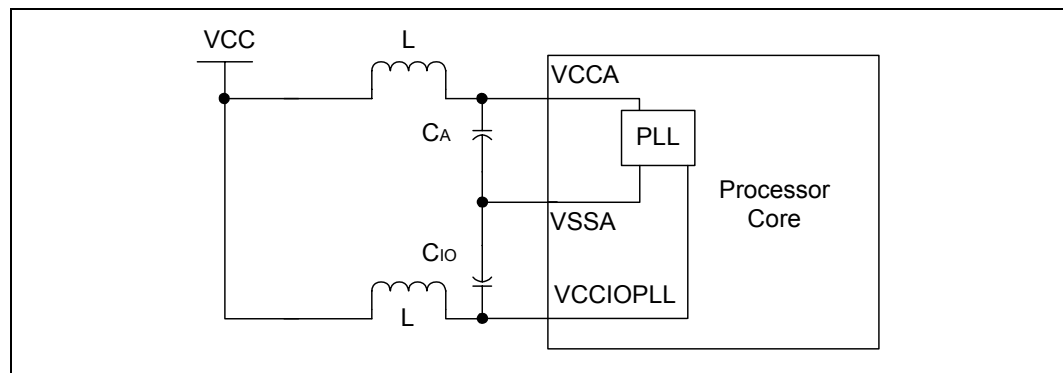 VCC
L
VCCA
CA
PLL
Processor
Core
VSSA
CIO
VCCIOPLL
L